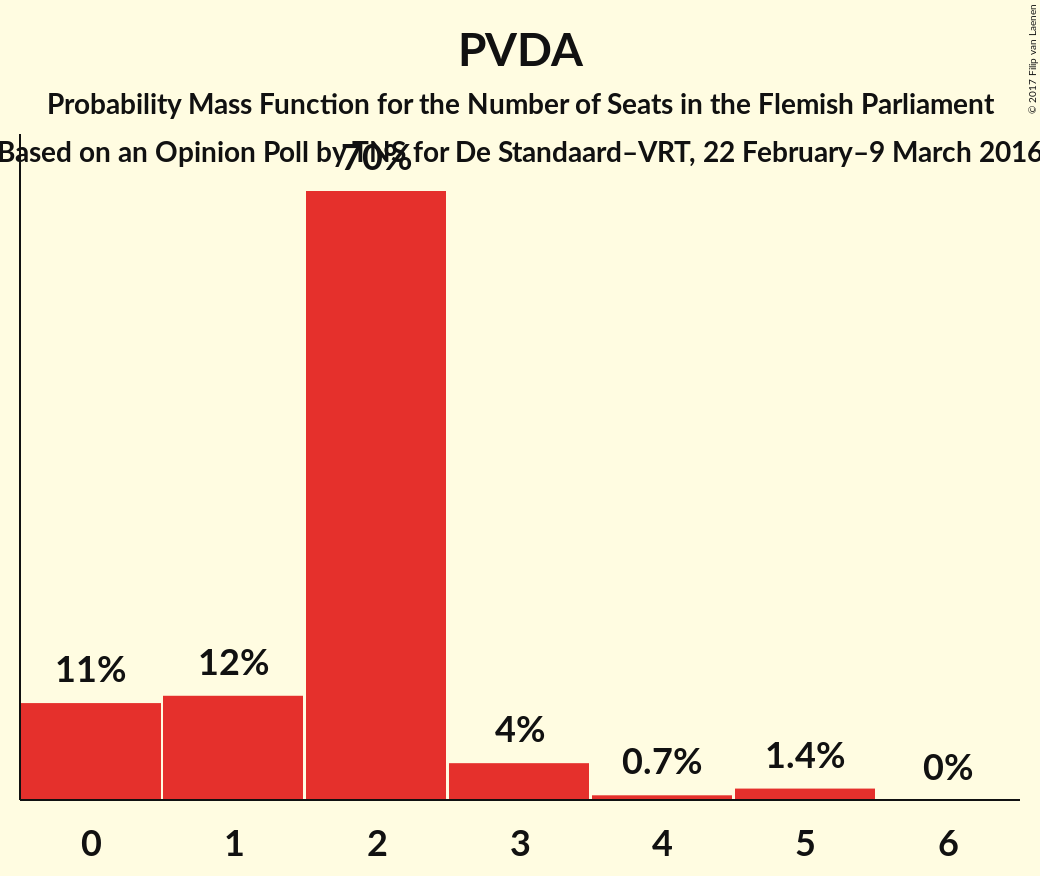 PVDA
Probability Mass Function for the Number of Seats in the Flemish Parliament
Based on an Opinion Poll by TNS for De Standaard–VRT, 22 February–9 March 2016
© 2017 Filip van Laenen
70%
11%
12%
4%
0.7%
1.4%
0%
0 1 2 3 4 5 6